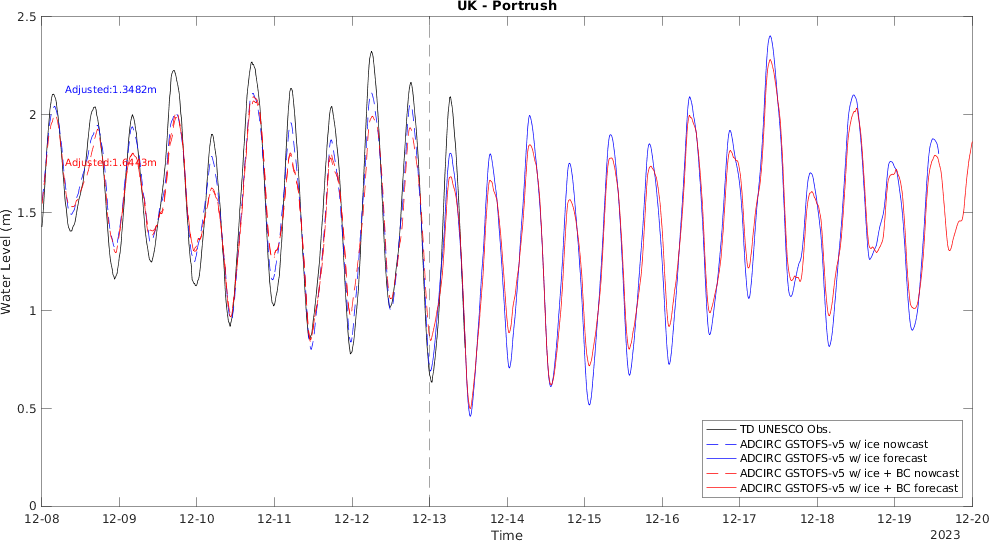 UK - Portrush
2.5
2
1.5
1
0.5
0
Water Level (m)
Adjusted:1.3482m
Adjusted:1.6443m
TD UNESCO Obs.
ADCIRC GSTOFS-v5 w/ ice nowcast
ADCIRC GSTOFS-v5 w/ ice forecast
ADCIRC GSTOFS-v5 w/ ice + BC nowcast
ADCIRC GSTOFS-v5 w/ ice + BC forecast
12-08 12-09 12-10 12-11 12-12 12-13 12-14 12-15 12-16 12-17 12-18 12-19 12-20
Time
2023